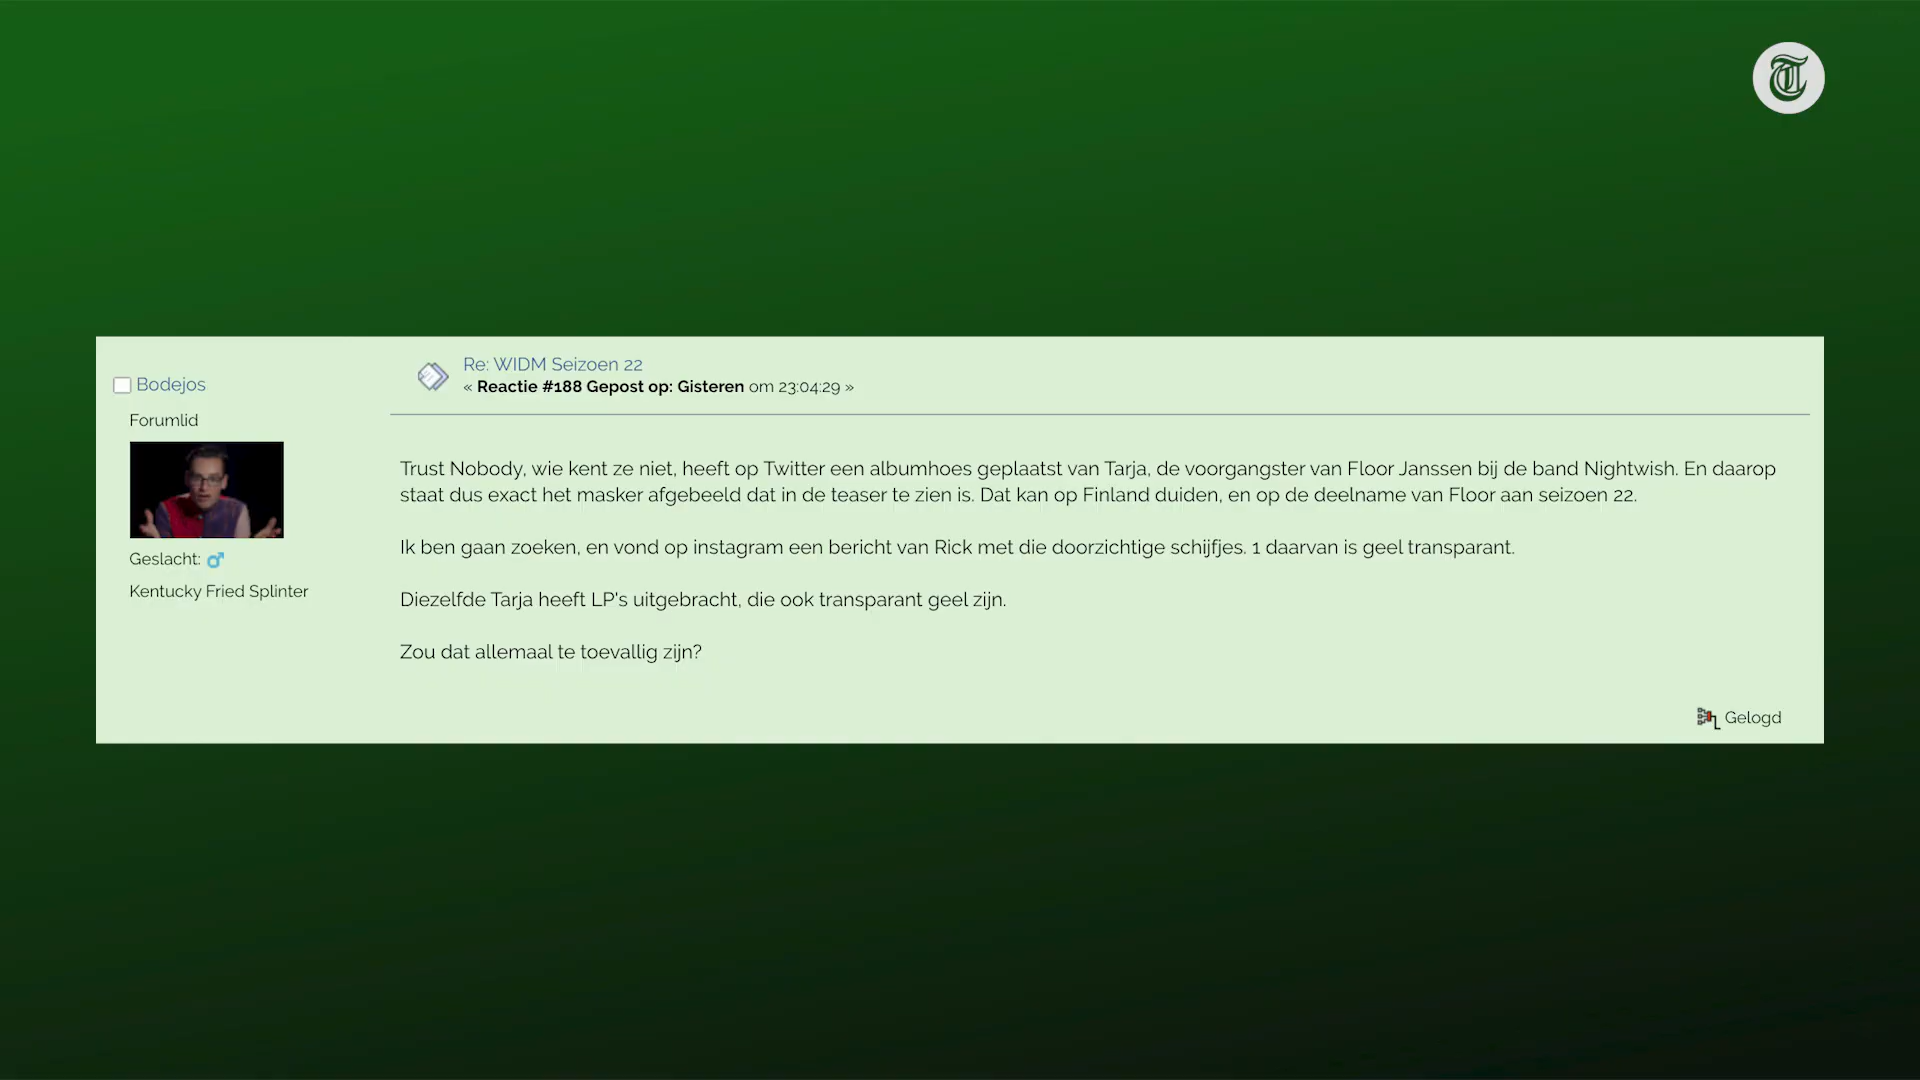 T
Bodejos
Forumlid
Geslacht:
Kentucky Fried Splinter
Re: WIDM Seizoen 22
« Reactie #188 Gepost op: Gisteren om 23:04:29 »
Trust Nobody, wie kent ze niet, heeft op Twitter een albumhoes geplaatst van Tarja, de voorgangster van Floor Janssen bij de band Nightwish. En daarop
staat dus exact het masker afgebeeld dat in de teaser te zien is. Dat kan op Finland duiden, en op de deelname van Floor aan seizoen 22.
Ik ben gaan zoeken, en vond op instagram een bericht van Rick met die doorzichtige schijfjes. 1 daarvan is geel transparant.
Diezelfde Tarja heeft LP's uitgebracht, die ook transparant geel zijn.
Zou dat allemaal te toevallig zijn?
Gelogd